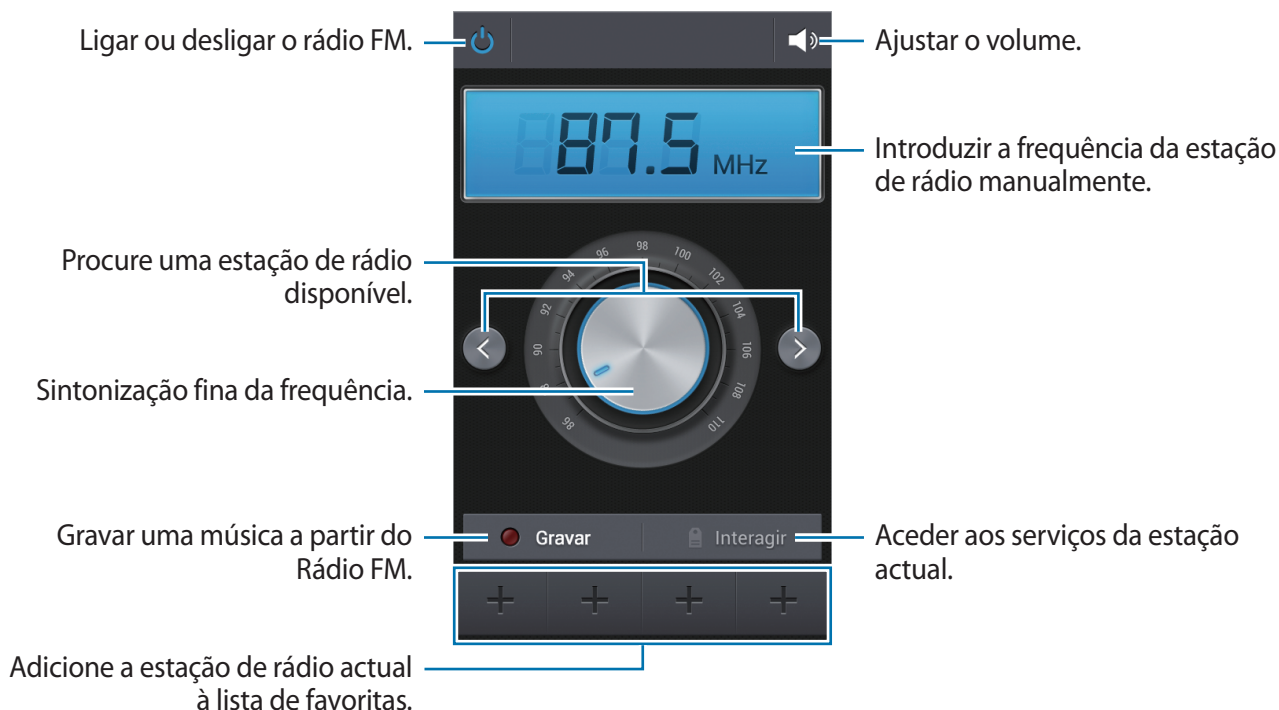 Ligar ou desligar o rádio FM.
Ajustar o volume.
87.5 MHz
Introduzir a frequência da estação
de rádio manualmente.
Procure uma estação de rádio
disponível.
86
90
92
94
96
98
100
102
104
106
108
110
Sintonização fina da frequência.
Gravar uma música a partir do
Rádio FM.
Gravar
Interagir
Aceder aos serviços da estação
actual.
Adicione a estação de rádio actual
à lista de favoritas.